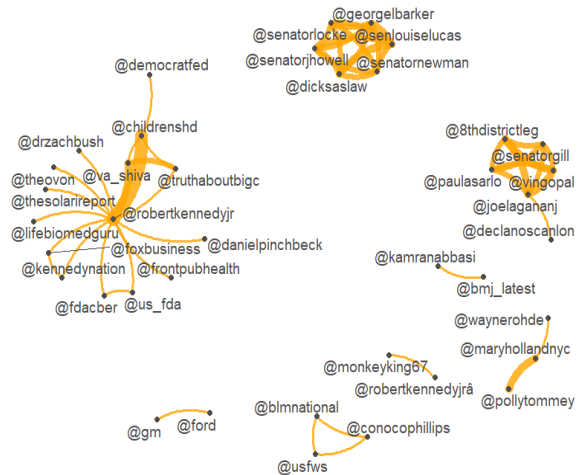 @georgelbarker
@senatorlocke
@senlouiselucas
@senatorjhowell
@senatornewman
@dicksaslaw
@democratfed
@childrenshd
@8thdistrictleg
@drzachbush
@senatorgill
@va_shiva
@truthaboutbigc
@theovon
@paulasarlo
@vingopal
@thesolarireport
@joelagananj
@robertkennedyjr
@lifebiomedguru
@declanoscanlon
@danielpinchbeck
@foxbusiness
@kamranabbasi
@kennedynation
@frontpubhealth
@bmj_latest
@fdacber
@us_fda
@waynerohde
@maryhollandnyc
@monkeyking67
@robertkennedyjrâ
@pollytommey
@blmnational
@ford
@gm
@conocophillips
@usfws